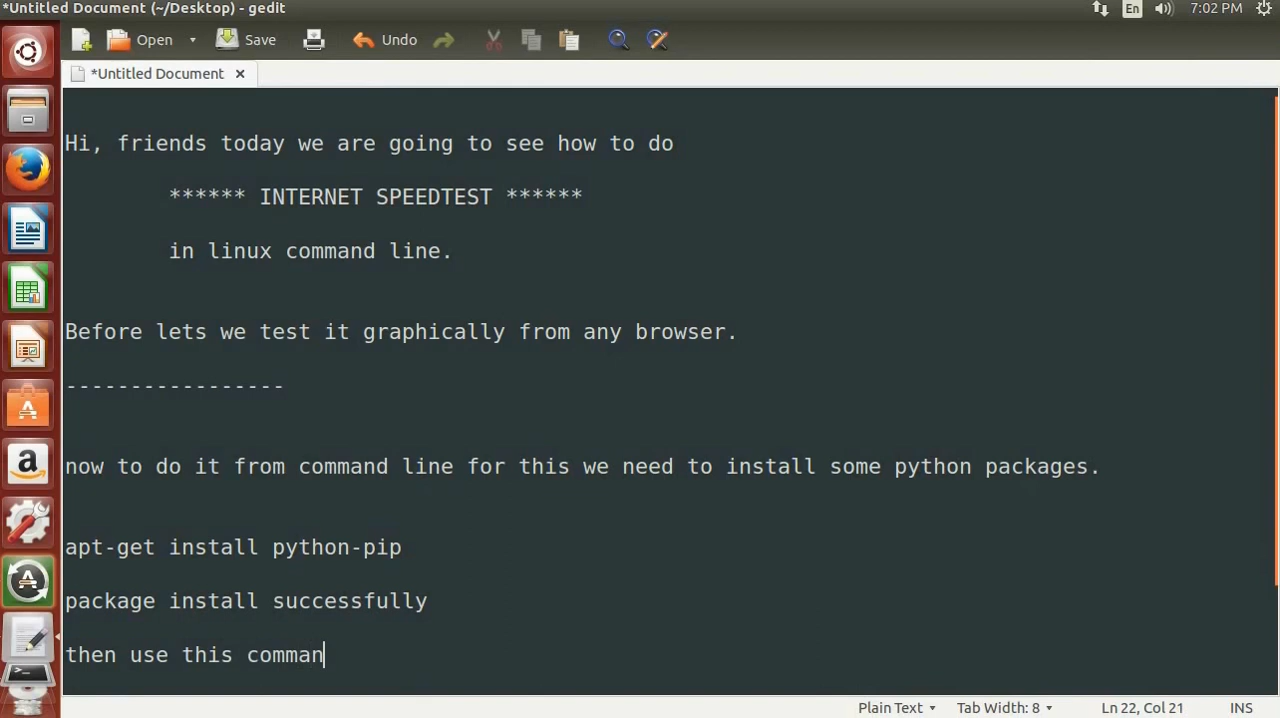 *Untitled Document (~/Desktop) - gedit
En
7:02 PM
Open
Save
Undo
*Untitled Document
Hi, friends today we are going to see how to do
****** INTERNET SPEEDTEST ******
in linux command line.
Before lets we test it graphically from any browser.
-----------------
now to do it from command line for this we need to install some python packages.
apt-get install python-pip
package install successfully
then use this comman
Plain Text
Tab Width: 8
Ln 22, Col 21
INS